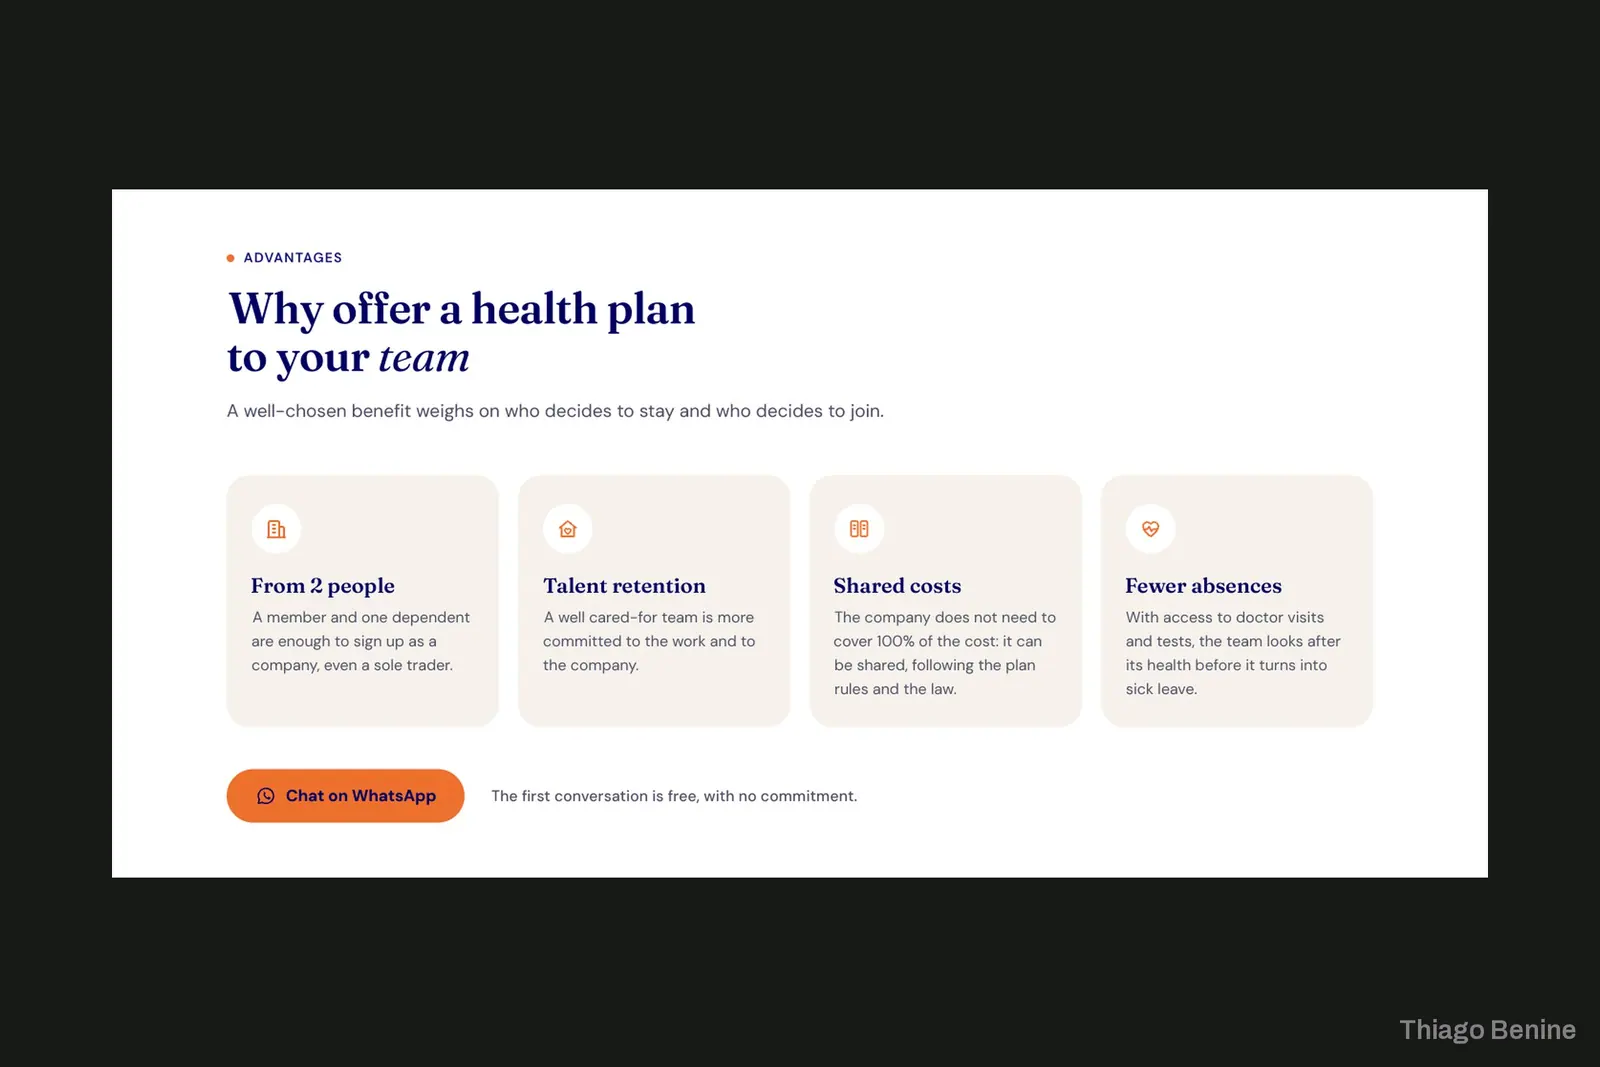 ADVANTAGES
Why offer a health plan
to your team
A well-chosen benefit weighs on who decides to stay and who decides to join.
From 2 people
A member and one dependent
are enough to sign up as a
company, even a sole trader.
Talent retention
A well cared-for team is more
committed to the work and to
the company.
Shared costs
The company does not need to
cover 100% of the cost: it can
be shared, following the plan
rules and the law.
Fewer absences
With access to doctor visits
and tests, the team looks after
its health before it turns into
sick leave.
Chat on WhatsApp
The first conversation is free, with no commitment.
Thiago Benine